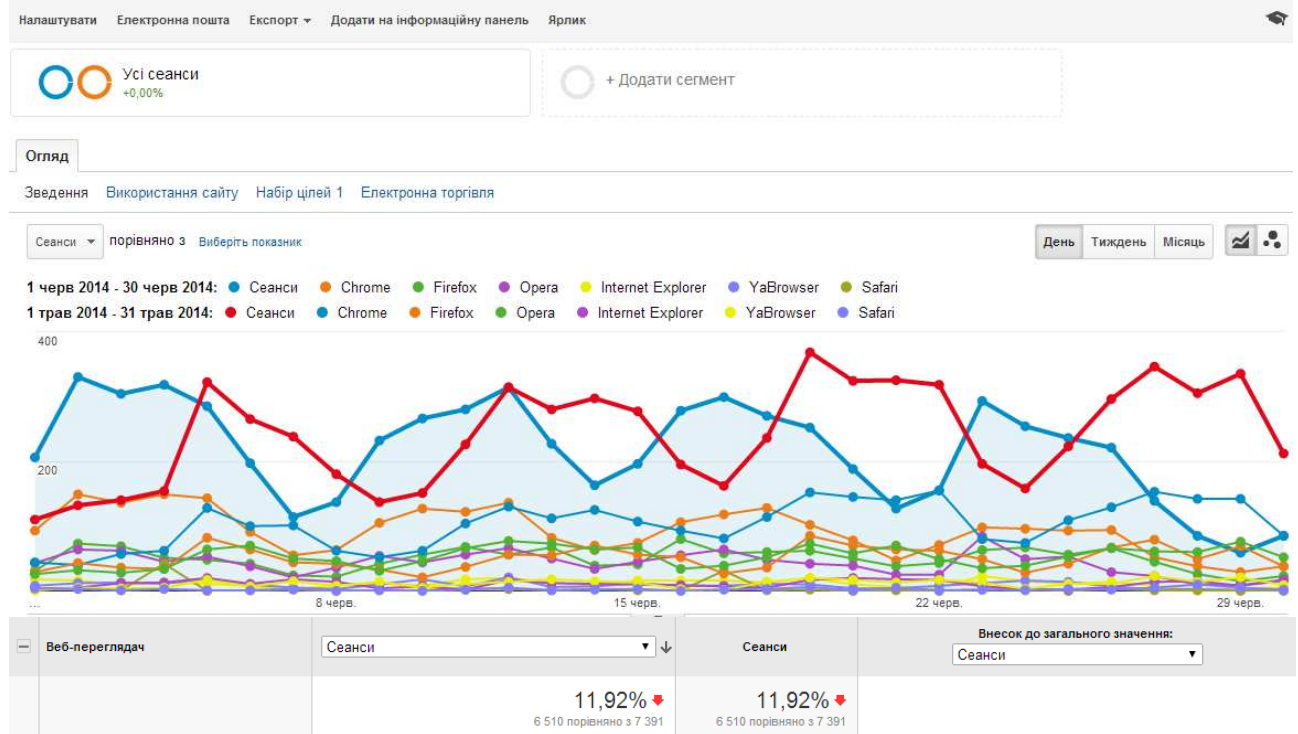 Налаштувати Електронна пошта Експорт Додати на інформаційну панель Ярлик
Усі сеанси
+0,00%
+ Додати сегмент
Огляд
Зведення Використання сайту Набір цілей 1 Електронна торгівля
Сеанси порівняно з Виберіть показник
День Тиждень Місяць
1 черв 2014 - 30 черв 2014: Сеанси Chrome Firefox Opera Internet Explorer YaBrowser Safari
1 трав 2014 - 31 трав 2014: Сеанси Chrome Firefox Opera Internet Explorer YaBrowser Safari
400
200
... 8 черв. 15 черв. 22 черв. 29 черв.
Веб-переглядач
Сеанси
Сеанси
Внесок до загального значення:
Сеанси
11,92% 11,92%
6 510 порівняно з 7 391 6 510 порівняно з 7 391